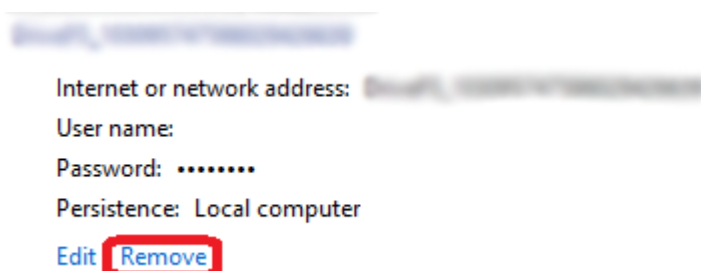 Internet or network address:
User name:
Password: ••••••••
Persistence: Local computer
Edit Remove